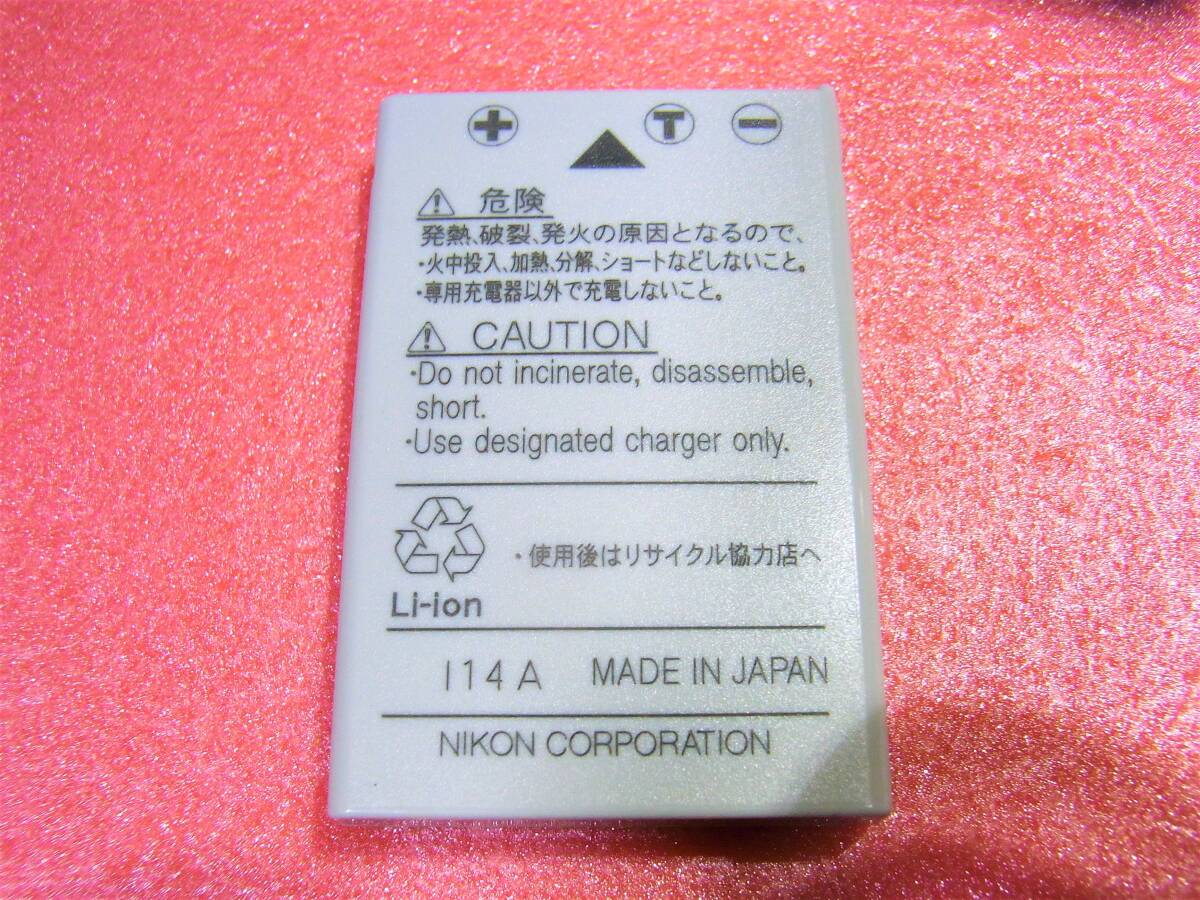 + T −
危険
発熱、破裂、発火の原因となるので、
・火中投入、加熱、分解、ショートなどしないこと。
・専用充電器以外で充電しないこと。
CAUTION
・Do not incinerate, disassemble,
short.
・Use designated charger only.
・使用後はリサイクル協力店へ
Li-ion
I14A MADE IN JAPAN
NIKON CORPORATION